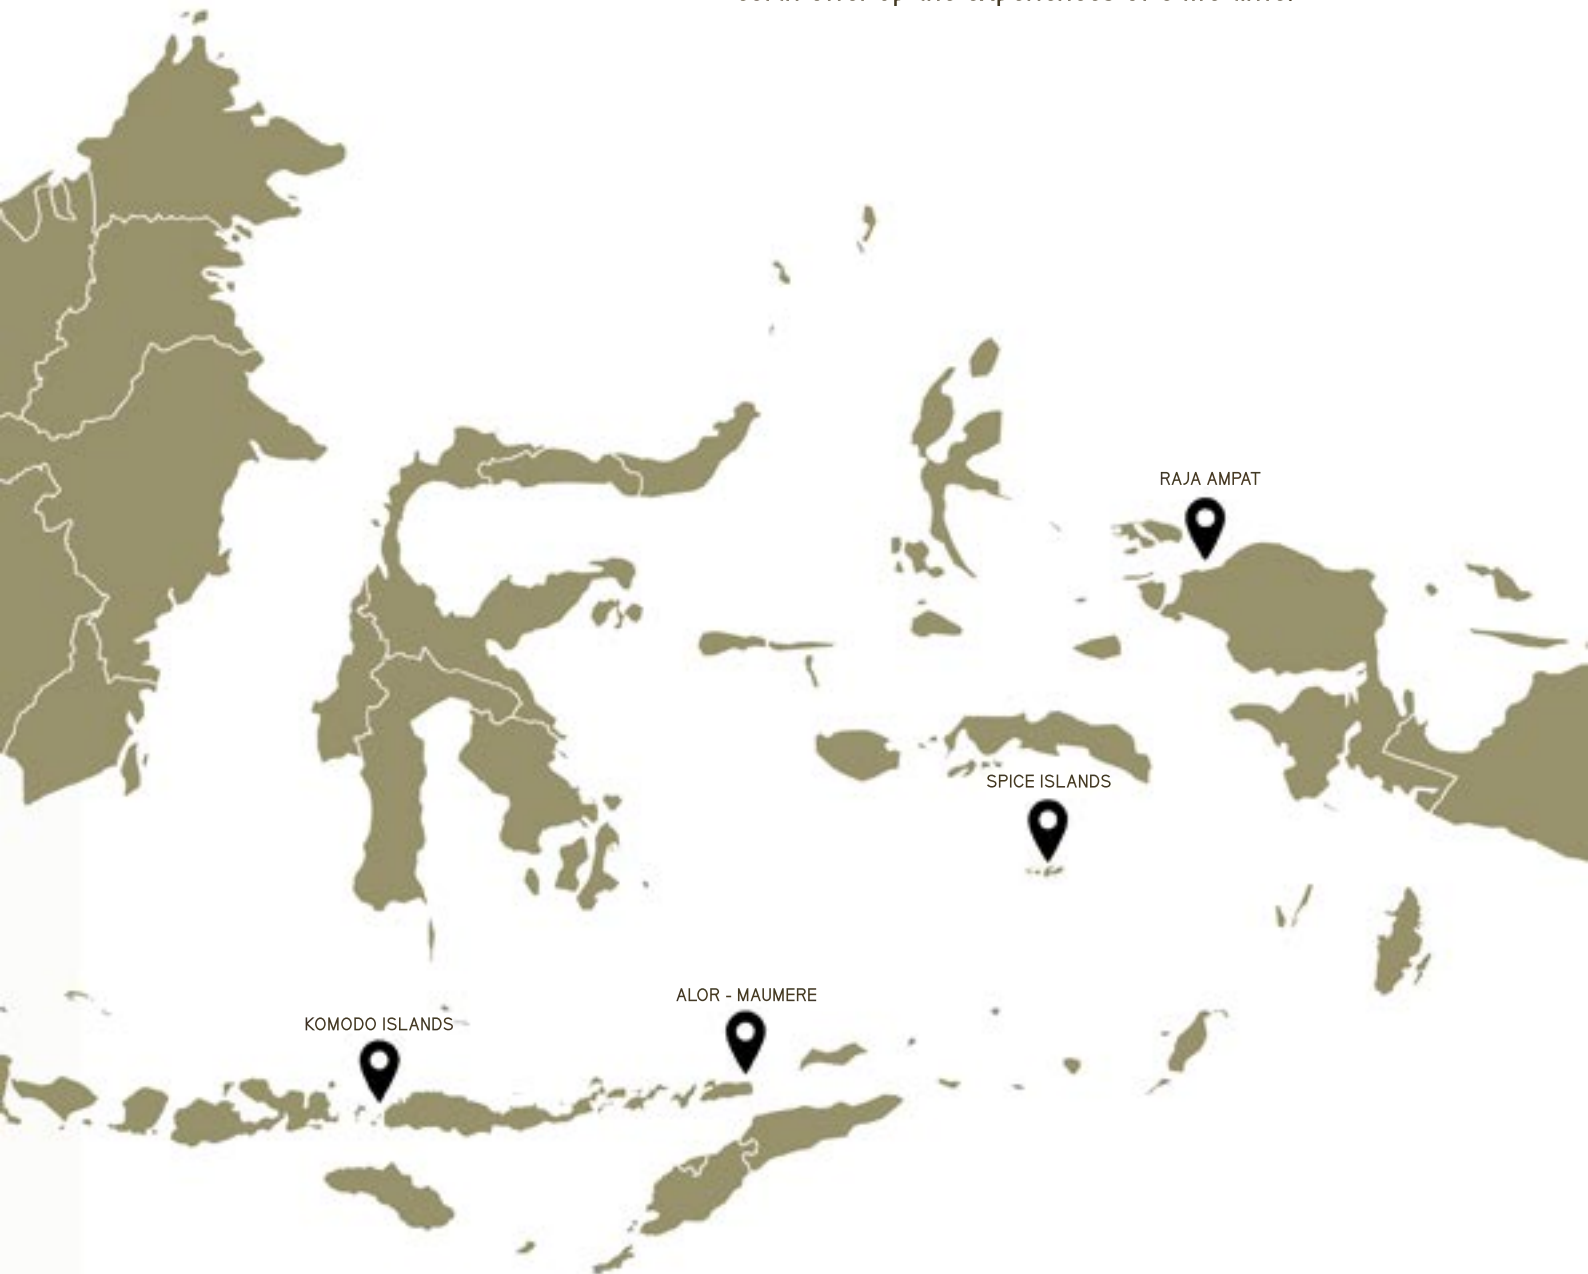 RAJA AMPAT
SPICE ISLANDS
ALOR - MAUMERE
KOMODO ISLANDS